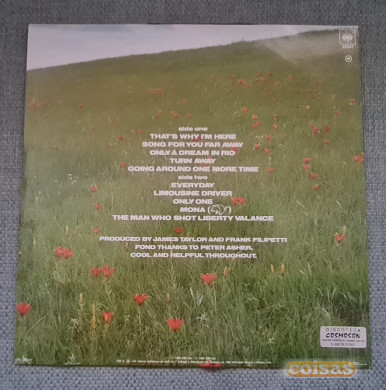 CBS
side one
THAT'S WHY I'M HERE
SONG FOR YOU FAR AWAY
ONLY A DREAM IN RIO
TURN AWAY
GOING AROUND ONE MORE TIME
side two
EVERYDAY
LIMOUSINE DRIVER
ONLY ONE
MONA ( )
THE MAN WHO SHOT LIBERTY VALANCE
PRODUCED BY JAMES TAYLOR AND FRANK FILIPETTI
FOND THANKS TO PETER ASHER,
COOL AND HELPFUL THROUGHOUT.
DISCOTECA
COSMOSON
coisas